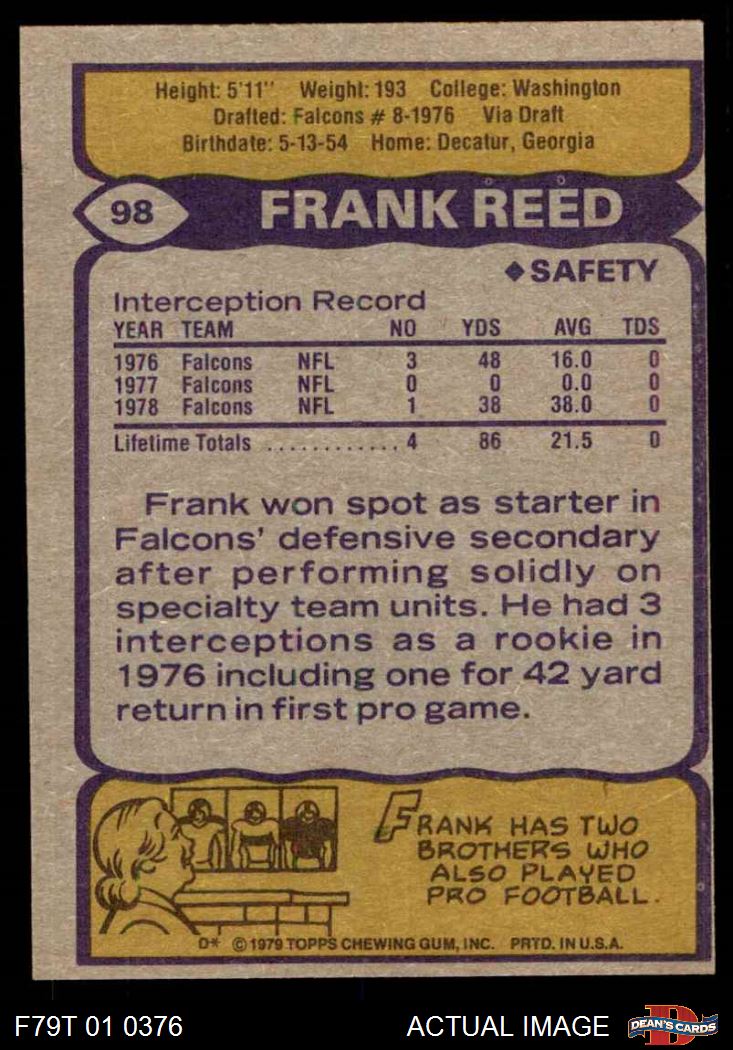 Height: 5'11" Weight: 193 College: Washington
Drafted: Falcons # 8-1976 Via Draft
Birthdate: 5-13-54 Home: Decatur, Georgia
98 FRANK REED
◆SAFETY
Interception Record
YEAR TEAM NO YDS AVG TDS
1976 Falcons NFL 3 48 16.0 0
1977 Falcons NFL 0 0 0.0 0
1978 Falcons NFL 1 38 38.0 0
Lifetime Totals ............ 4 86 21.5 0
Frank won spot as starter in
Falcons' defensive secondary
after performing solidly on
specialty team units. He had 3
interceptions as a rookie in
1976 including one for 42 yard
return in first pro game.
FRANK HAS TWO
BROTHERS WHO
ALSO PLAYED
PRO FOOTBALL.
D* © 1979 TOPPS CHEWING GUM, INC. PRTD. IN U.S.A.
F79T 01 0376 ACTUAL IMAGE D DEAN'S CARDS